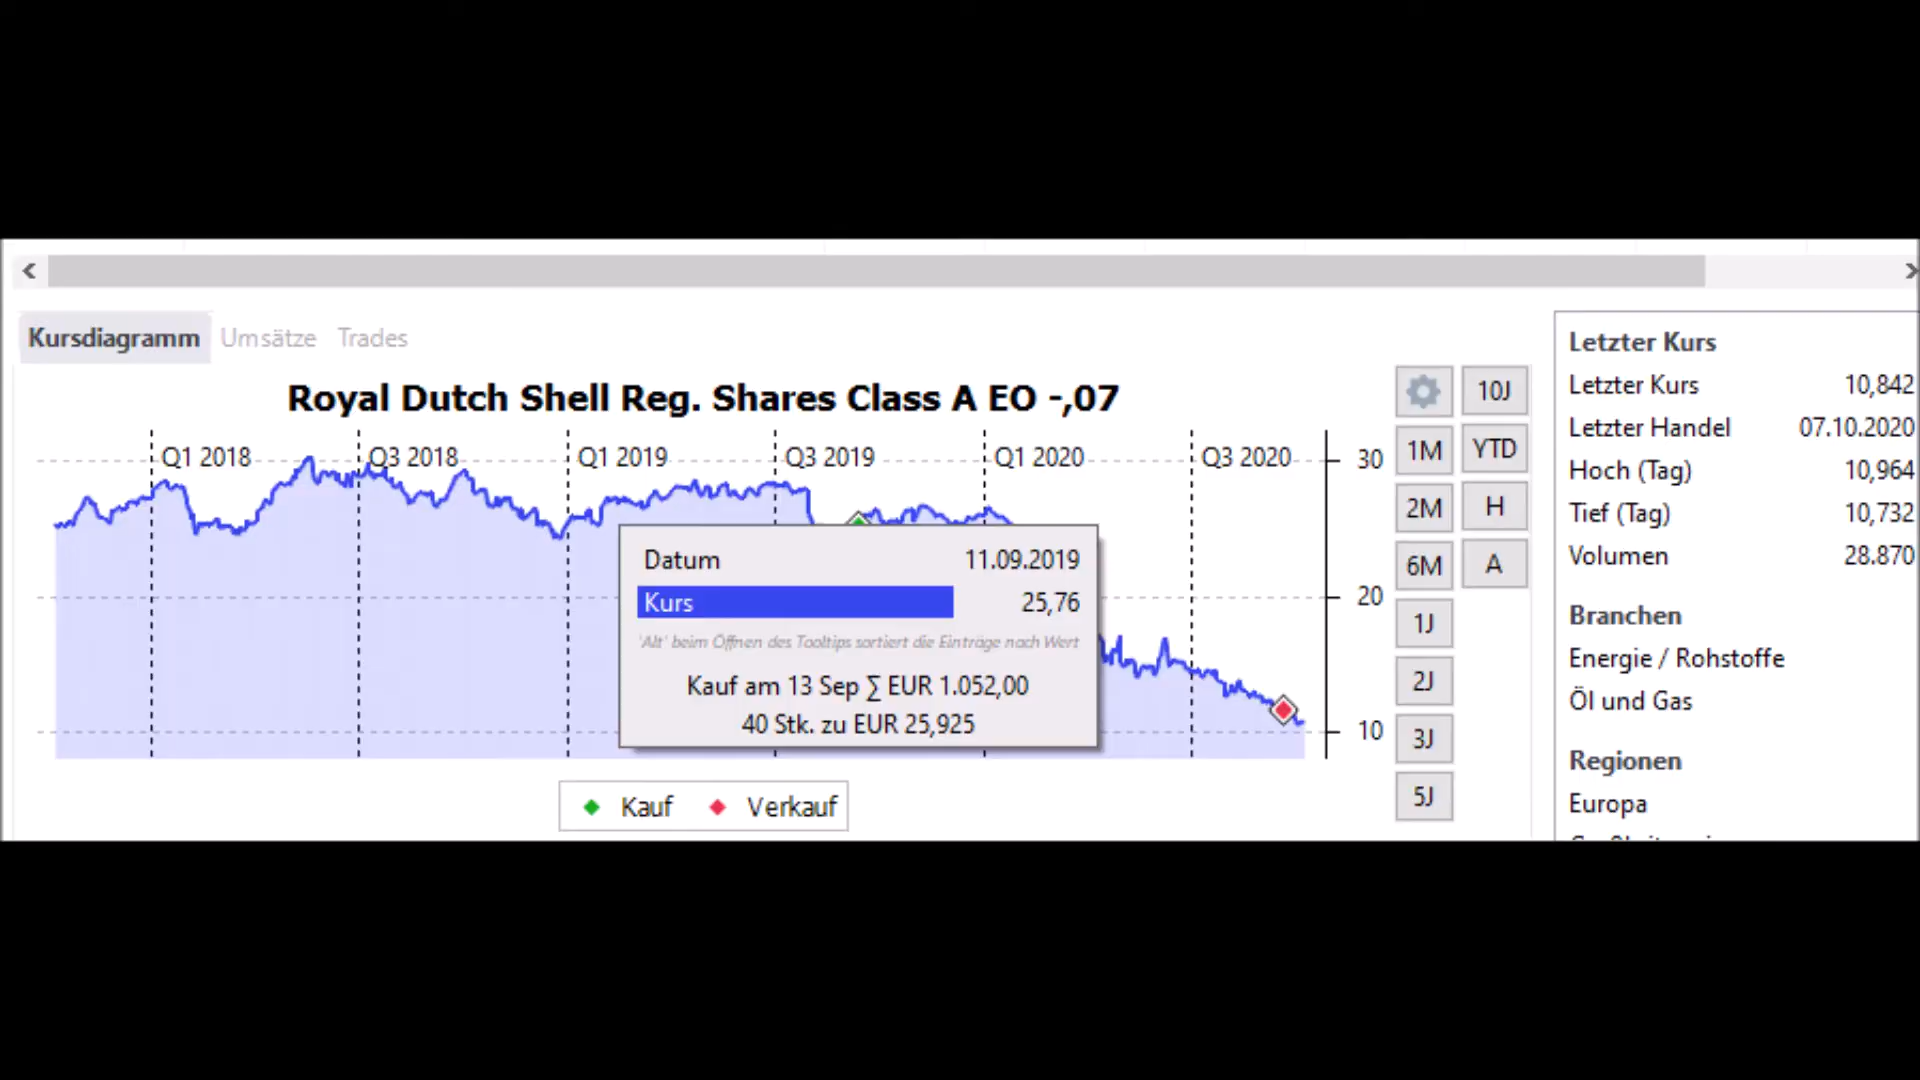 Kursdiagramm Umsätze Trades
Royal Dutch Shell Reg. Shares Class A EO -,07
Q1 2018 Q3 2018 Q1 2019 Q3 2019 Q1 2020 Q3 2020
30
20
10
Datum 11.09.2019
Kurs 25,76
'Alt' beim Öffnen des Tooltips sortiert die Einträge nach Wert
Kauf am 13 Sep ∑ EUR 1.052,00
40 Stk. zu EUR 25,925
Kauf Verkauf
10J
1M YTD
2M H
6M A
1J
2J
3J
5J
Letzter Kurs
Letzter Kurs 10,842
Letzter Handel 07.10.2020
Hoch (Tag) 10,964
Tief (Tag) 10,732
Volumen 28.870
Branchen
Energie / Rohstoffe
Öl und Gas
Regionen
Europa